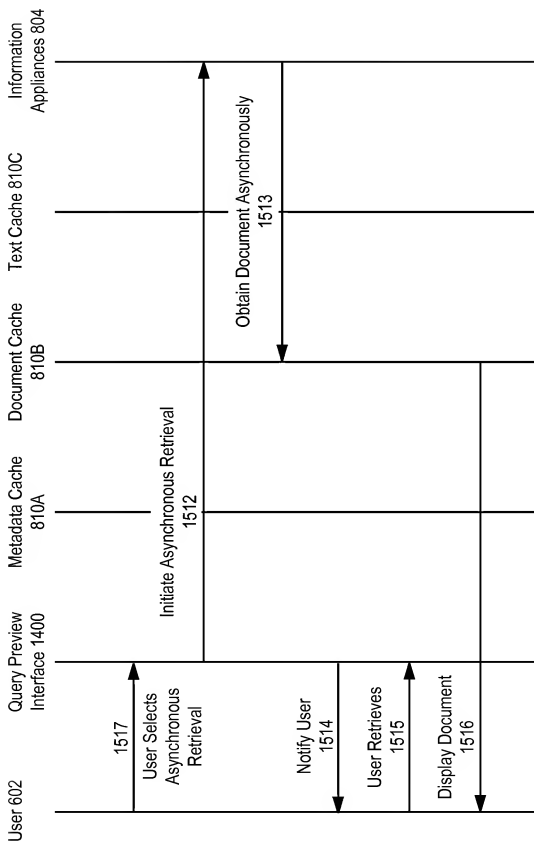 User 602
Query Preview
Interface 1400
Metadata Cache
810A
Document Cache
810B
Text Cache 810C
Information
Appliances 804
1517
User Selects
Asynchronous
Retrieval
Initiate Asynchronous Retrieval
1512
Obtain Document Asynchronously
1513
Notify User
1514
User Retrieves
1515
Display Document
1516